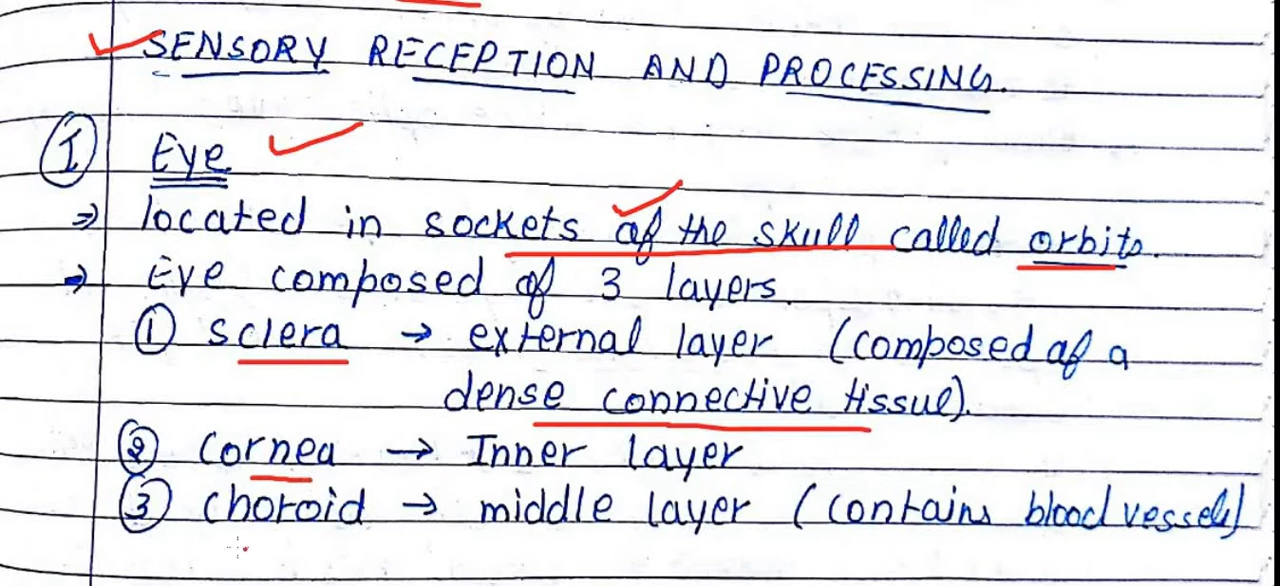 SENSORY RECEPTION AND PROCESSING.
① Eye
⇒ located in sockets of the skull called orbits.
⇒ Eye composed of 3 layers.
① sclera → external layer (composed of a
dense connective tissue).
② cornea → Inner layer
③ choroid → middle layer (contains blood vessels)